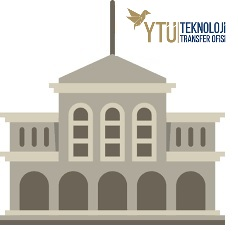 YTÜ TEKNOLOJİ
TRANSFER OFİSİ